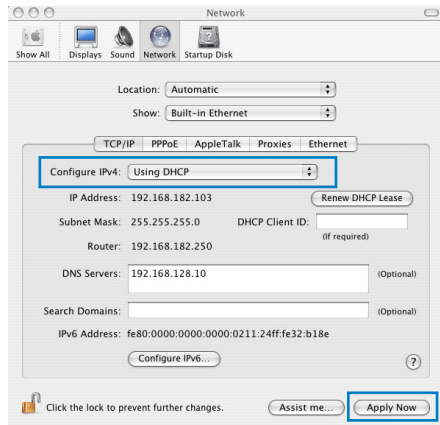 Network
Show All Displays Sound Network Startup Disk
Location: Automatic
Show: Built-in Ethernet
TCP/IP PPPoE AppleTalk Proxies Ethernet
Configure IPv4: Using DHCP
IP Address: 192.168.182.103 Renew DHCP Lease
Subnet Mask: 255.255.255.0 DHCP Client ID:
(If required)
Router: 192.168.182.250
DNS Servers: 192.168.128.10 (Optional)
Search Domains: (Optional)
IPv6 Address: fe80:0000:0000:0000:0211:24ff:fe32:b18e
Configure IPv6... ?
Click the lock to prevent further changes. Assist me... Apply Now